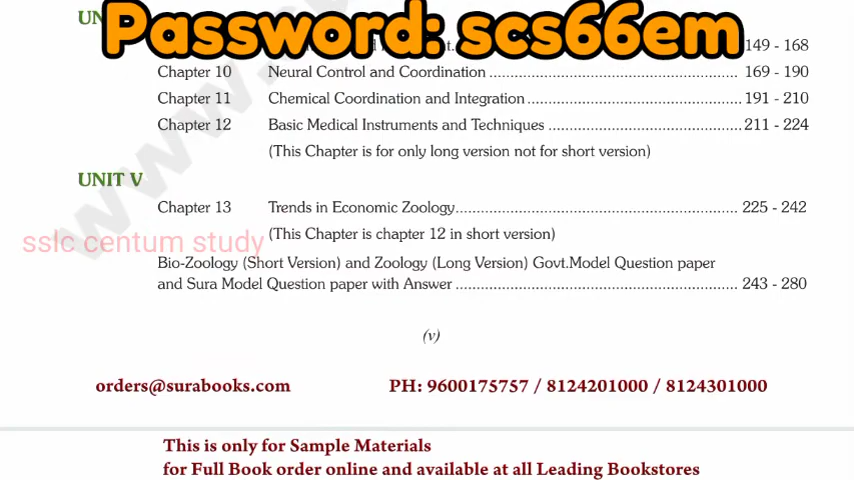 Password: scs66em
UN
149 - 168
Chapter 10 Neural Control and Coordination ............................................................ 169 - 190
Chapter 11 Chemical Coordination and Integration................................................... 191 - 210
Chapter 12 Basic Medical Instruments and Techniques .............................................. 211 - 224
(This Chapter is for only long version not for short version)
UNIT V
Chapter 13 Trends in Economic Zoology.................................................................... 225 - 242
sslc centum study
(This Chapter is chapter 12 in short version)
Bio-Zoology (Short Version) and Zoology (Long Version) Govt.Model Question paper
and Sura Model Question paper with Answer .................................................................... 243 - 280
(v)
orders@surabooks.com PH: 9600175757 / 8124201000 / 8124301000
This is only for Sample Materials
for Full Book order online and available at all Leading Bookstores